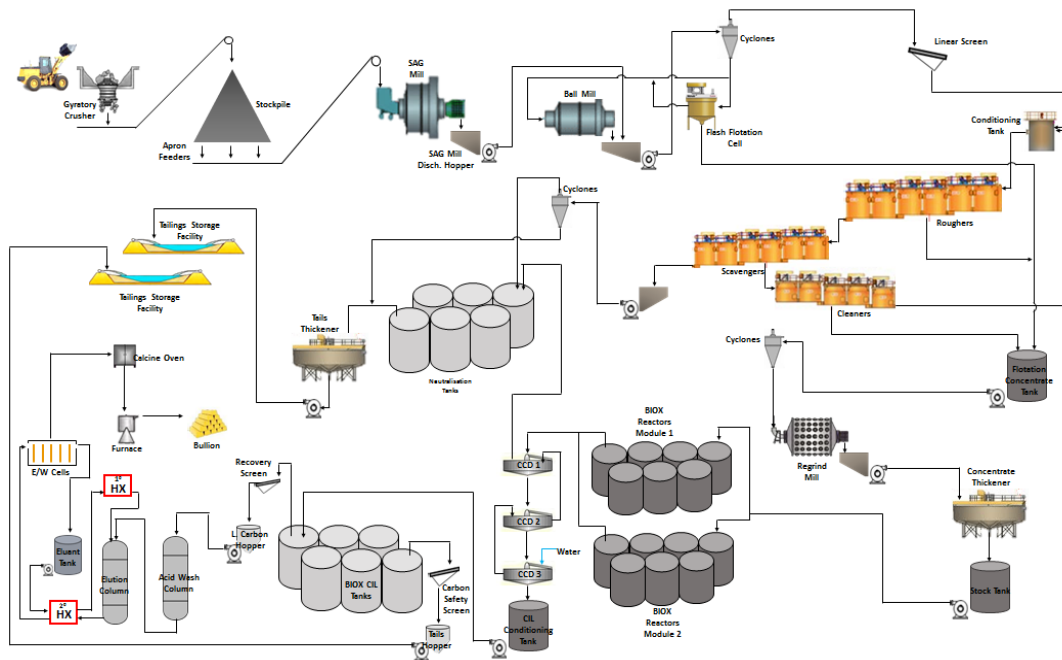 Gyratory
Crusher
Stockpile
Apron
Feeders
SAG
Mill
SAG Mill
Disch. Hopper
Ball Mill
Cyclones
Flash Flotation
Cell
Linear Screen
Conditioning
Tank
Roughers
Scavengers
Cleaners
Flotation
Concentrate
Tank
Cyclones
Tailings Storage
Facility
Tailings Storage
Facility
Tails
Thickener
Neutralisation
Tanks
Cyclones
Regrind
Mill
Concentrate
Thickener
Stock Tank
BIOX
Reactors
Module 1
BIOX
Reactors
Module 2
CCD 1
CCD 2
CCD 3
Water
CIL
Conditioning
Tank
Calcine Oven
Furnace
Bullion
E/W Cells
1°
HX
Eluant
Tank
2°
HX
Elution
Column
Acid Wash
Column
Recovery
Screen
L. Carbon
Hopper
BIOX CIL
Tanks
Carbon
Safety
Screen
Tails
Hopper